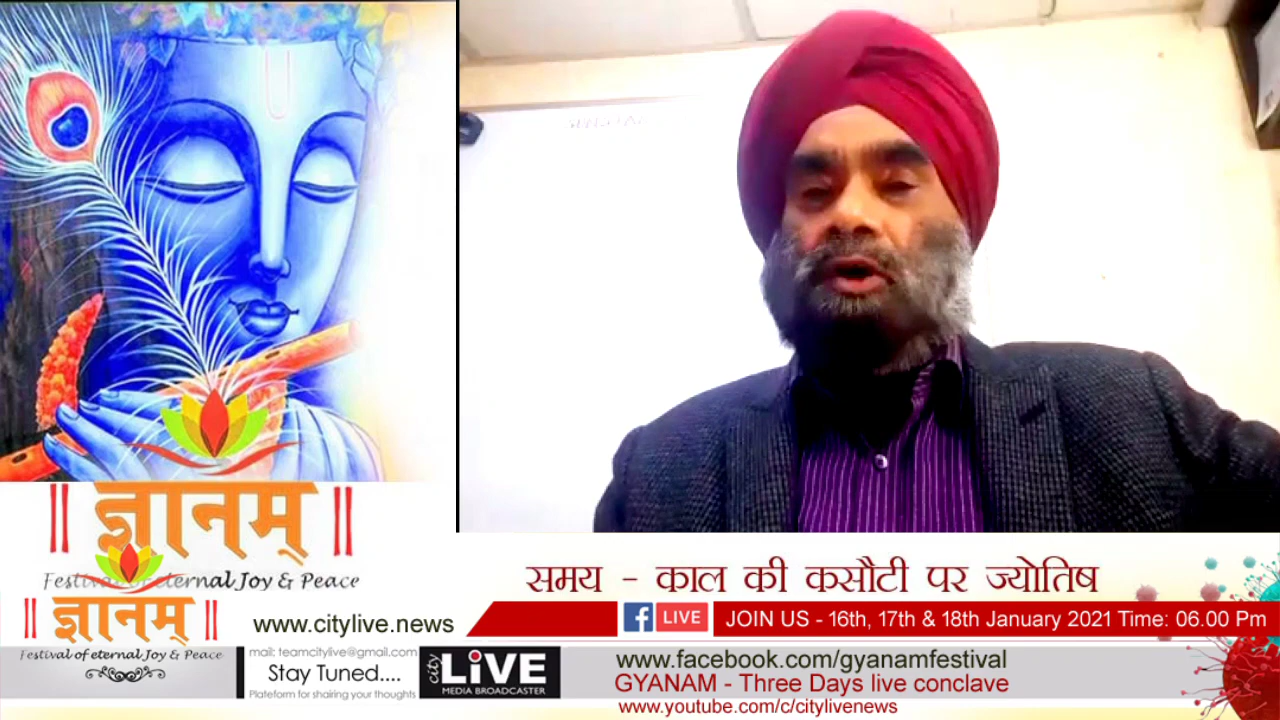 || ज्ञानम् ||
Festival of eternal Joy & Peace
|| ज्ञानम् ||
Festival of eternal Joy & Peace
समय - काल की कसौटी पर ज्योतिष
www.citylive.news
f LIVE JOIN US - 16th, 17th & 18th January 2021 Time: 06.00 Pm
mail: teamcitylive@gmail.com
Stay Tuned....
Plateform for sharing your thoughts
city LiVE
MEDIA BROADCASTER
www.facebook.com/gyanamfestival
GYANAM - Three Days live conclave
www.youtube.com/c/citylivenews